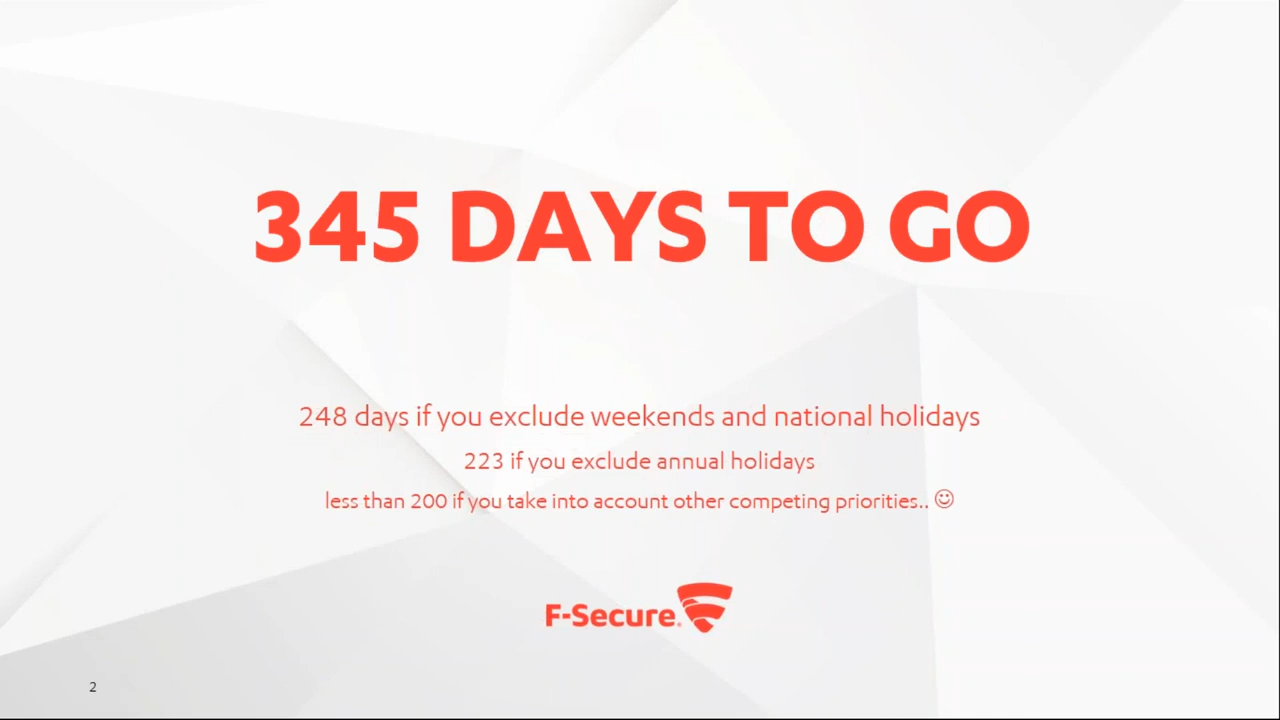 345 DAYS TO GO
248 days if you exclude weekends and national holidays
223 if you exclude annual holidays
less than 200 if you take into account other competing priorities.. ☺
F-Secure.
2